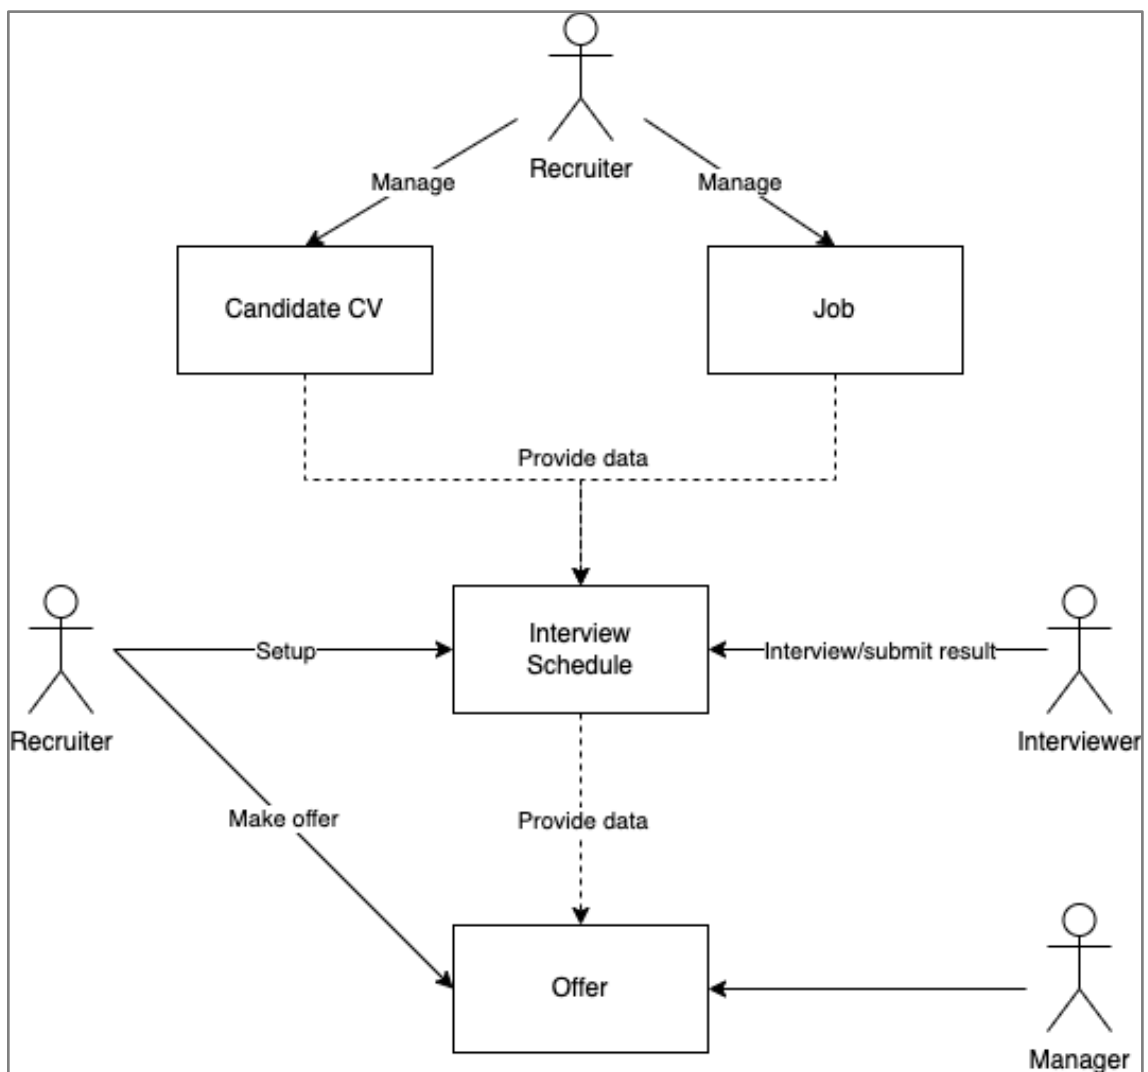 Recruiter
Manage
Manage
Candidate CV
Job
Provide data
Interview
Schedule
Setup
Interview/submit result
Recruiter
Interviewer
Make offer
Provide data
Offer
Manager